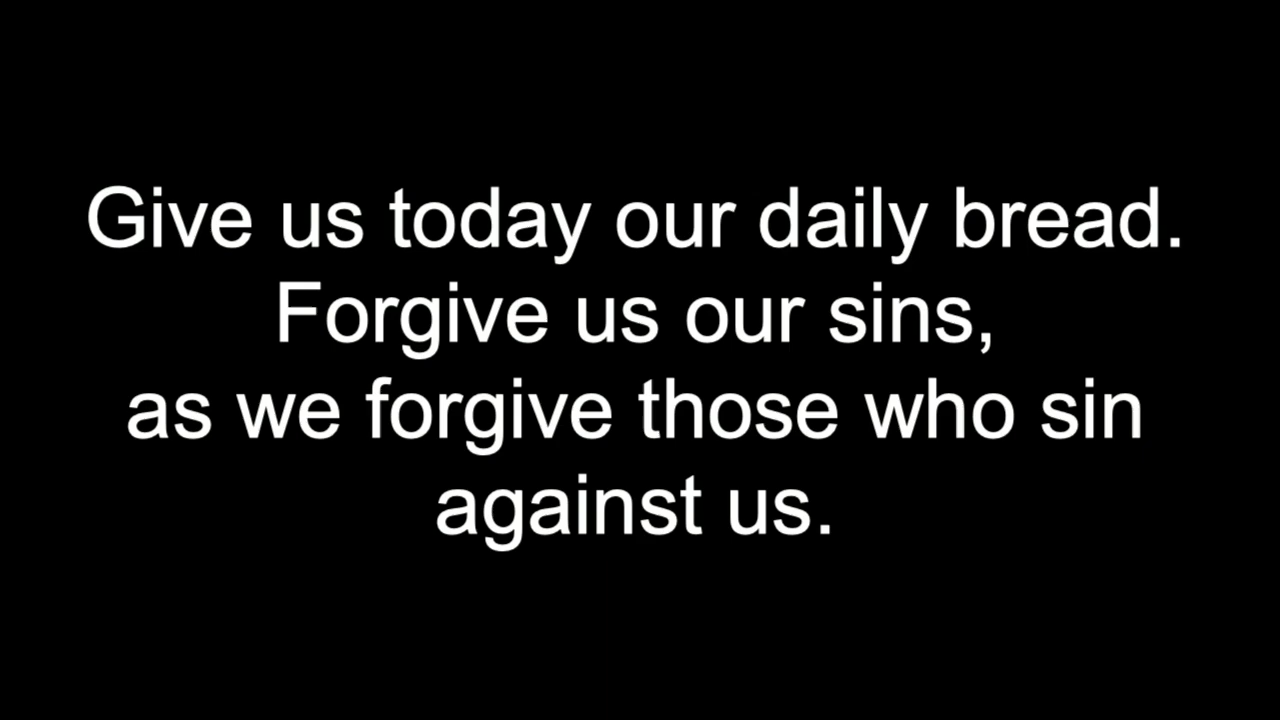 Give us today our daily bread.
Forgive us our sins,
as we forgive those who sin
against us.